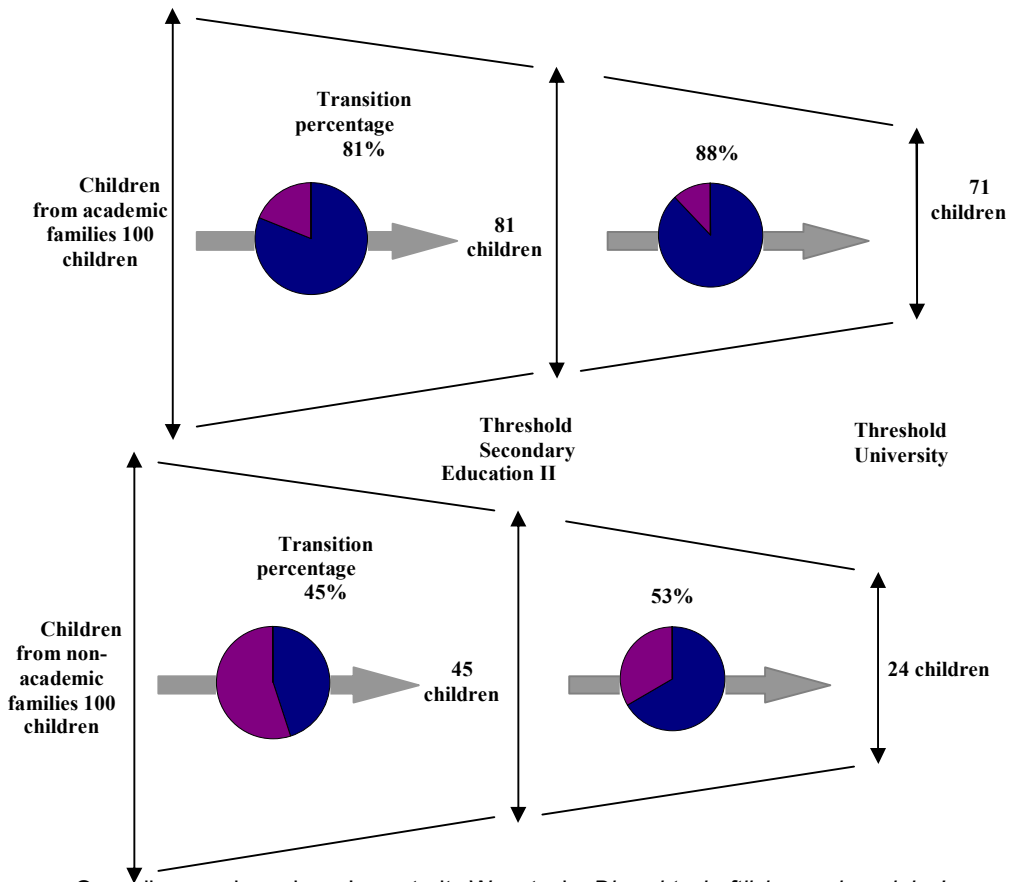 Transition
percentage
81%
88%
Children
from academic
families 100
children
81
children
71
children
Threshold
Secondary
Education II
Threshold
University
Transition
percentage
45%
53%
Children
from non-
academic
families 100
children
45
children
24 children